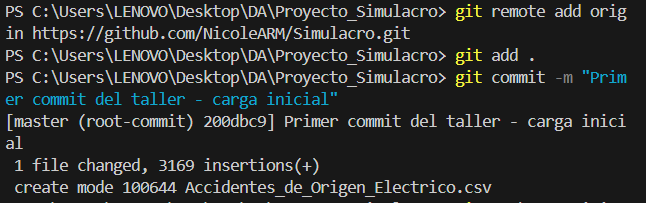 PS C:\Users\LENOVO\Desktop\DA\Proyecto_Simulacro> git remote add orig
in https://github.com/NicoleARM/Simulacro.git
PS C:\Users\LENOVO\Desktop\DA\Proyecto_Simulacro> git add .
PS C:\Users\LENOVO\Desktop\DA\Proyecto_Simulacro> git commit -m "Prim
er commit del taller - carga inicial"
[master (root-commit) 200dbc9] Primer commit del taller - carga inici
al
 1 file changed, 3169 insertions(+)
 create mode 100644 Accidentes_de_Origen_Electrico.csv